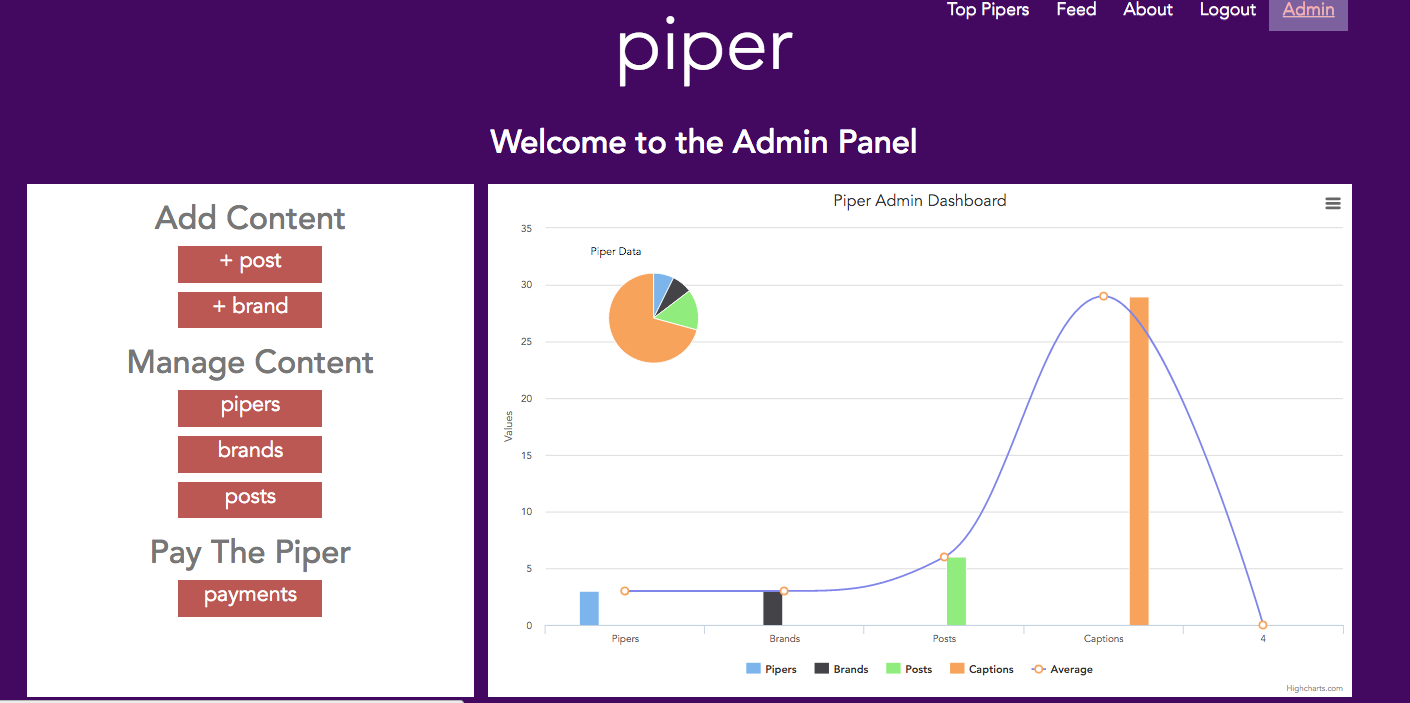 Top Pipers Feed About Logout Admin
piper
Welcome to the Admin Panel
Add Content
+ post
+ brand
Manage Content
pipers
brands
posts
Pay The Piper
payments
Piper Admin Dashboard
Piper Data
Values
35
30
25
20
15
10
5
0
Pipers Brands Posts Captions 4
Pipers Brands Posts Captions Average
Highcharts.com